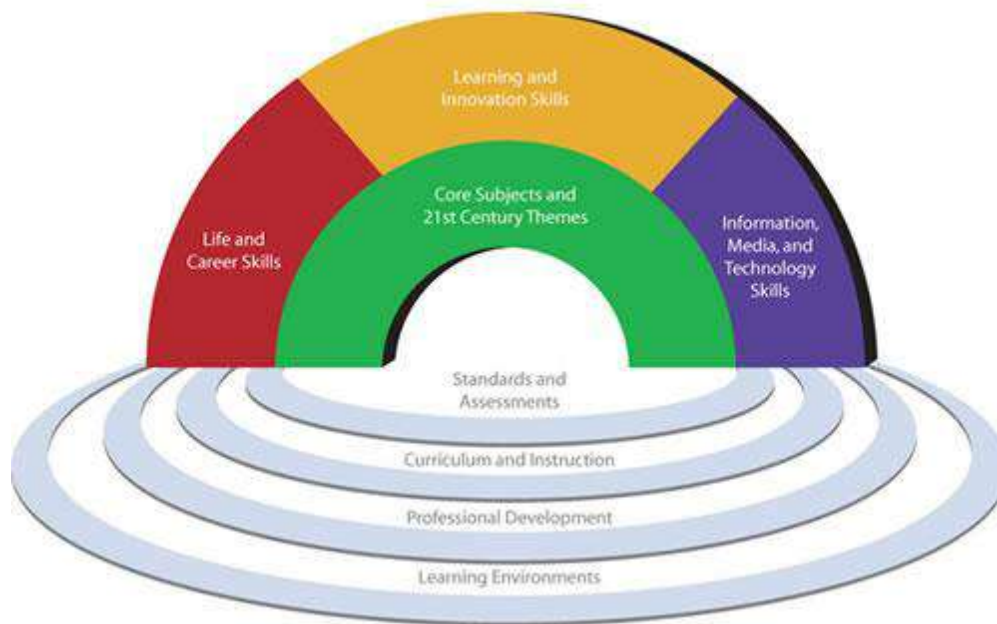 Learning and
Innovation Skills
Core Subjects and
21st Century Themes
Life and
Career Skills
Information,
Media, and
Technology
Skills
Standards and
Assessments
Curriculum and Instruction
Professional Development
Learning Environments